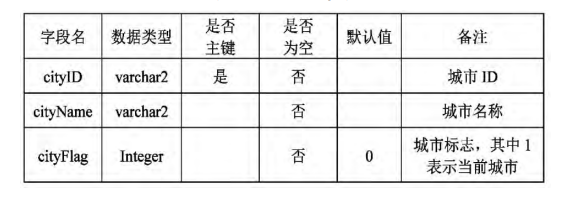 字段名 数据类型 是否主键 是否为空 默认值 备注
cityID varchar2 是 否 城市 ID
cityName varchar2 否 城市名称
cityFlag Integer 否 0 城市标志，其中 1
表示当前城市